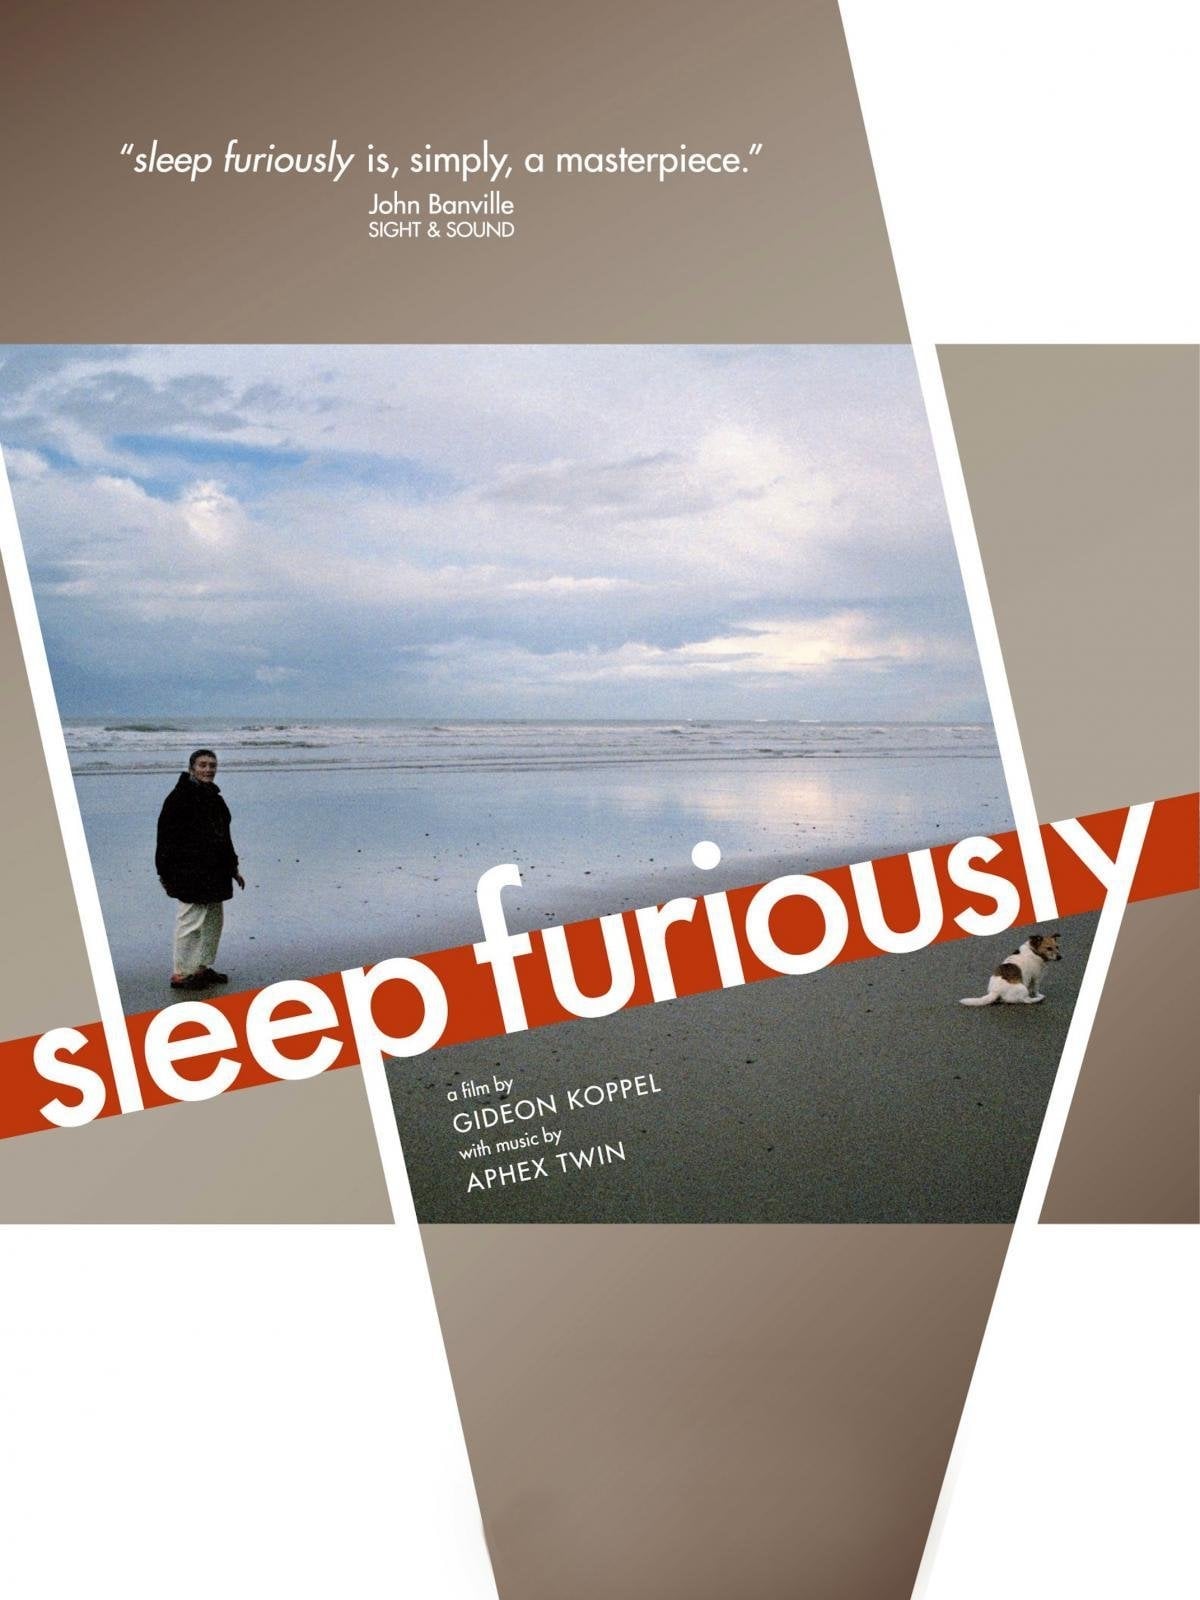 “sleep furiously is, simply, a masterpiece.”
John Banville
SIGHT & SOUND
sleep furiously
a film by
GIDEON KOPPEL
with music by
APHEX TWIN